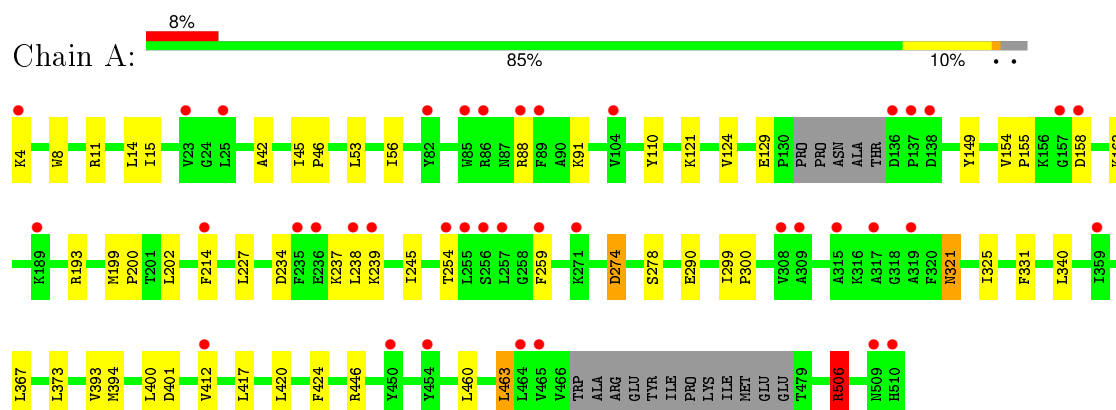 8%
Chain A:
85% 10% • •
K4 W8 R11 L14 I15 V23 G24 L25 A42 I45 P46 L53 I56 Y82 W85 R86 N87 R88 F89 A90 K91 V104 Y110 K121 V124 E129 P130 PRO PRO ASN ALA THR D136 P137 D138 Y149 V154 P155 K156 G157 D158
K189 R193 M199 P200 T201 L202 F214 L227 D234 F235 E236 K237 L238 K239 I245 T254 L255 S256 L257 G258 F259 K271 D274 S278 E290 I299 P300 V308 A309 A315 K316 A317 G318 A319 F320 N321 I325 F331 L340 I359
L367 L373 V393 M394 L400 D401 V412 L417 L420 F424 R446 Y450 Y454 L460 L463 L464 V465 V466 TRP ALA ARG GLU TYR ILE PRO LYS ILE MET GLU GLU T479 R506 N509 H510